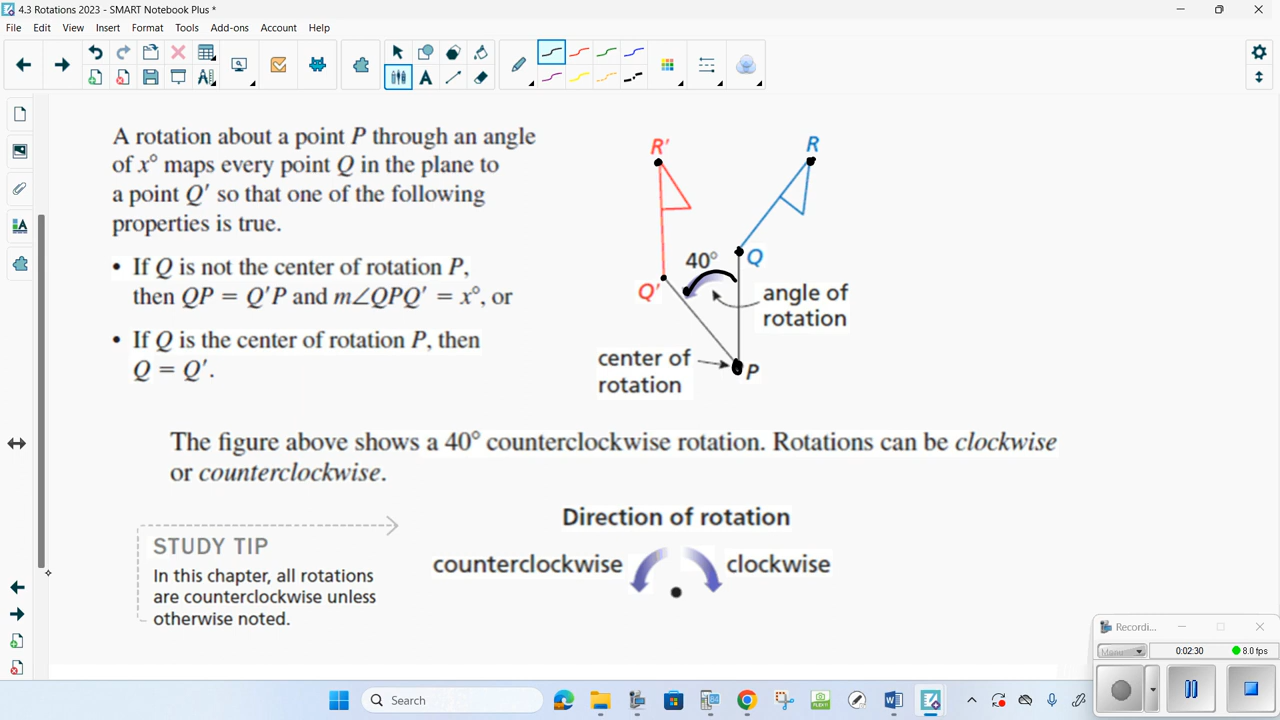 4.3 Rotations 2023 - SMART Notebook Plus *
File Edit View Insert Format Tools Add-ons Account Help
A rotation about a point P through an angle
of x° maps every point Q in the plane to
a point Q′ so that one of the following
properties is true.
• If Q is not the center of rotation P,
then QP = Q′P and m∠QPQ′ = x°, or
• If Q is the center of rotation P, then
Q = Q′.
R′
R
40°
Q
Q′
angle of
rotation
center of
rotation
P
The figure above shows a 40° counterclockwise rotation. Rotations can be clockwise
or counterclockwise.
Direction of rotation
counterclockwise
clockwise
STUDY TIP
In this chapter, all rotations
are counterclockwise unless
otherwise noted.
Recordi...
Menu
0:02:30
8.0 fps
Search